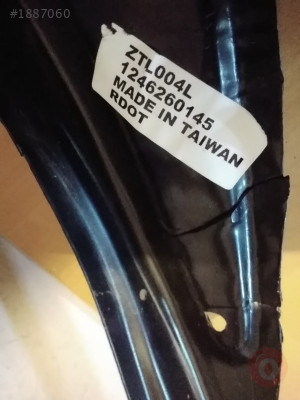 #1887060
ZTL004L
1246260145
MADE IN TAIWAN
RDOT